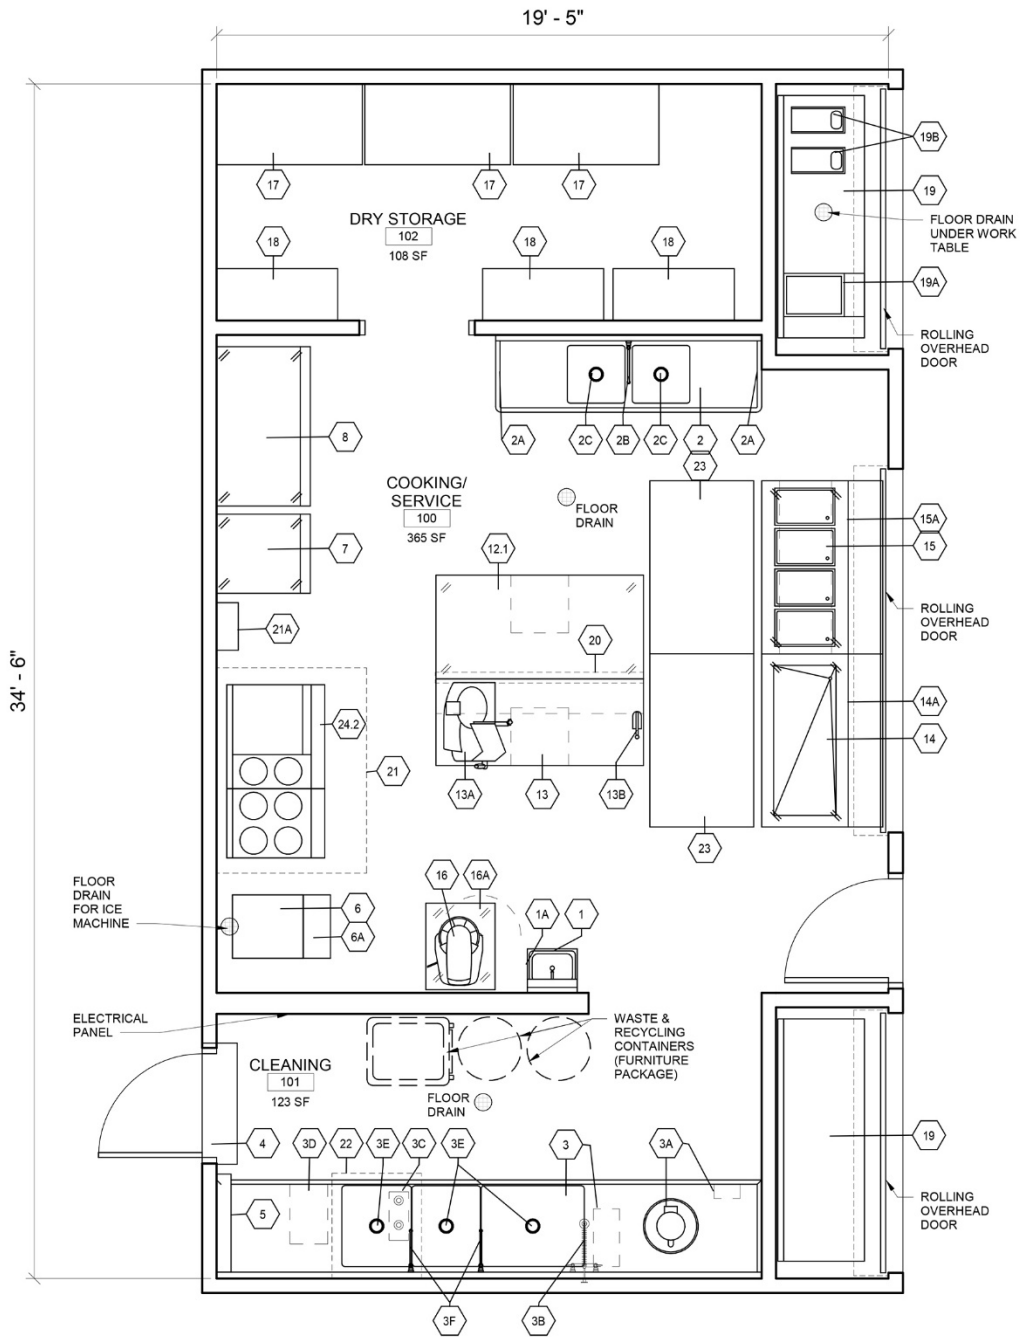 19' - 5"
34' - 6"
17
17
17
DRY STORAGE
102
108 SF
18
18
18
19B
19
FLOOR DRAIN
UNDER WORK
TABLE
19A
ROLLING
OVERHEAD
DOOR
2A
2C
2B
2C
2
2A
23
8
7
COOKING/
SERVICE
100
365 SF
FLOOR
DRAIN
15A
15
12.1
21A
20
ROLLING
OVERHEAD
DOOR
24.2
21
14A
14
13A
13
13B
23
16
16A
1A
1
FLOOR
DRAIN
FOR ICE
MACHINE
6
6A
ELECTRICAL
PANEL
WASTE &
RECYCLING
CONTAINERS
(FURNITURE
PACKAGE)
CLEANING
101
123 SF
FLOOR
DRAIN
4
3D
22
3E
3C
3E
3
3A
19
5
ROLLING
OVERHEAD
DOOR
3F
3B